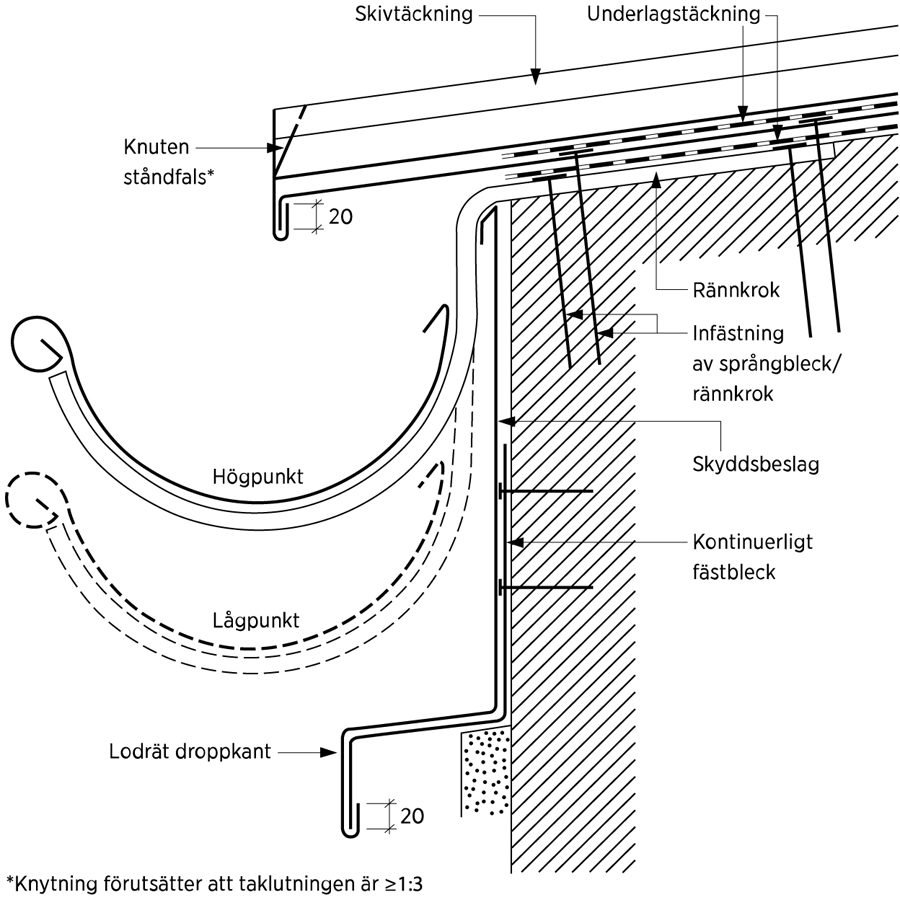 Skivtäckning
Underlagstäckning
Knuten
ståndfals*
20
Rännkrok
Infästning
av språngbleck/
rännkrok
Högpunkt
Skyddsbeslag
Kontinuerligt
fästbleck
Lågpunkt
Lodrät droppkant
20
*Knytning förutsätter att taklutningen är ≥1:3